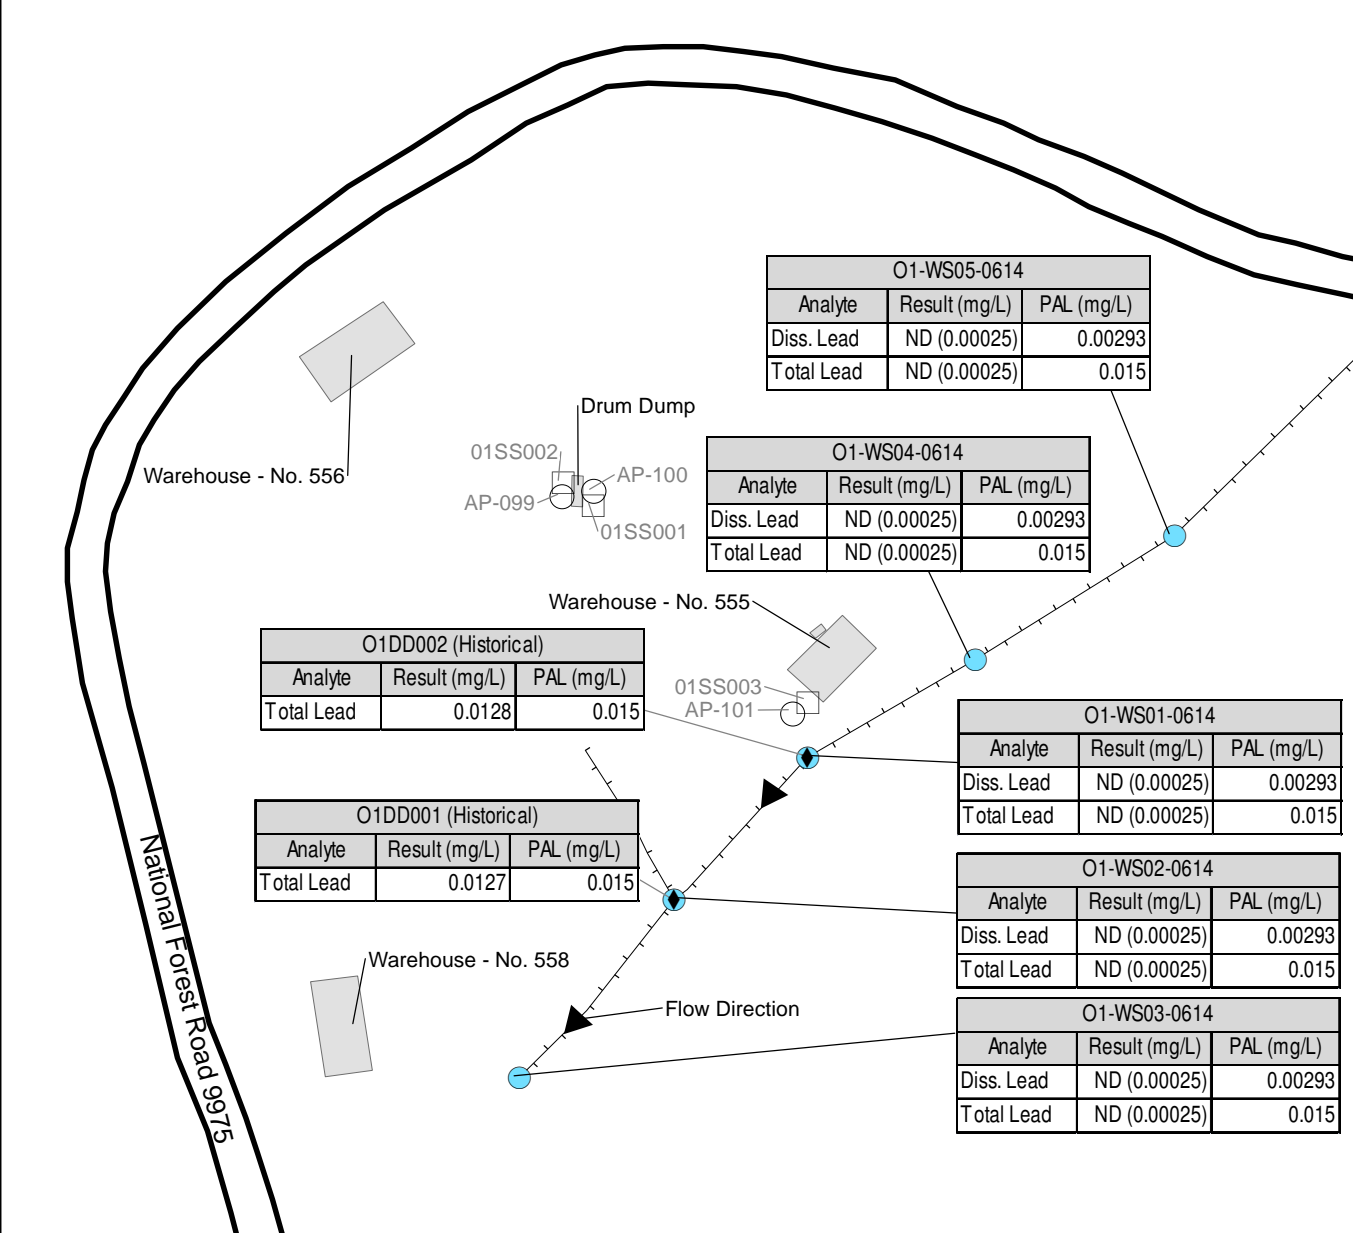 O1-WS05-0614
Analyte Result (mg/L) PAL (mg/L)
Diss. Lead ND (0.00025) 0.00293
Total Lead ND (0.00025) 0.015
Drum Dump
01SS002
AP-100
AP-099
01SS001
Warehouse - No. 556
O1-WS04-0614
Analyte Result (mg/L) PAL (mg/L)
Diss. Lead ND (0.00025) 0.00293
Total Lead ND (0.00025) 0.015
Warehouse - No. 555
O1DD002 (Historical)
Analyte Result (mg/L) PAL (mg/L)
Total Lead 0.0128 0.015
01SS003
AP-101
O1-WS01-0614
Analyte Result (mg/L) PAL (mg/L)
Diss. Lead ND (0.00025) 0.00293
Total Lead ND (0.00025) 0.015
O1DD001 (Historical)
Analyte Result (mg/L) PAL (mg/L)
Total Lead 0.0127 0.015
O1-WS02-0614
Analyte Result (mg/L) PAL (mg/L)
Diss. Lead ND (0.00025) 0.00293
Total Lead ND (0.00025) 0.015
National Forest Road 9975
Warehouse - No. 558
Flow Direction
O1-WS03-0614
Analyte Result (mg/L) PAL (mg/L)
Diss. Lead ND (0.00025) 0.00293
Total Lead ND (0.00025) 0.015